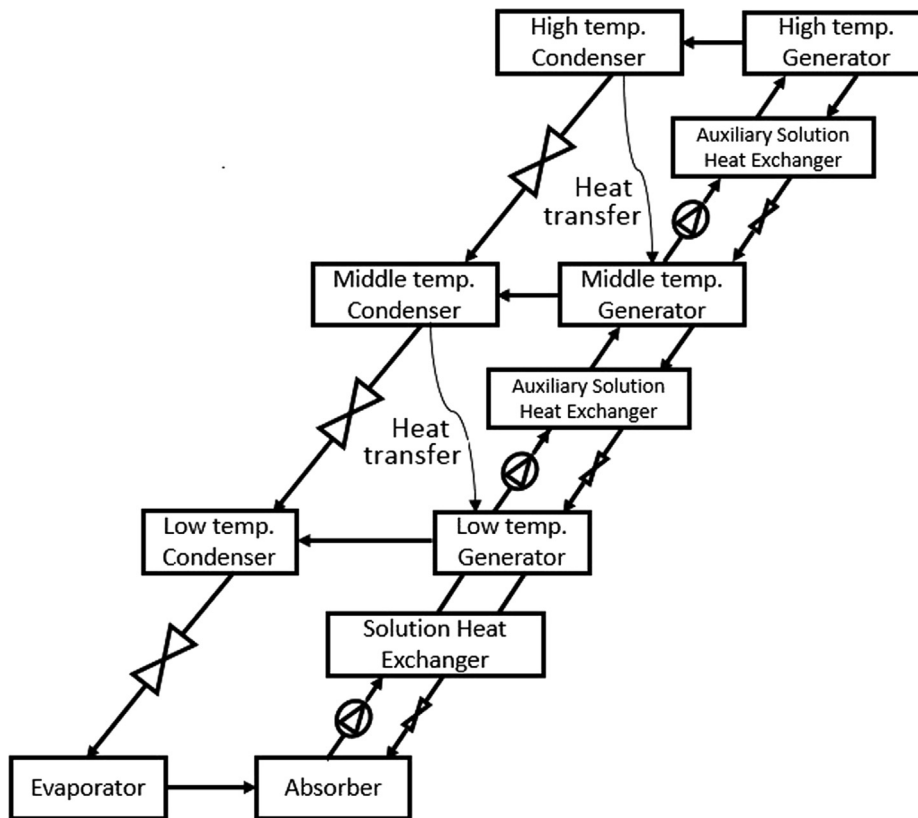 High temp.
Condenser
High temp.
Generator
Auxiliary Solution
Heat Exchanger
Heat
transfer
Middle temp.
Condenser
Middle temp.
Generator
Auxiliary Solution
Heat Exchanger
Heat
transfer
Low temp.
Condenser
Low temp.
Generator
Solution Heat
Exchanger
Evaporator
Absorber